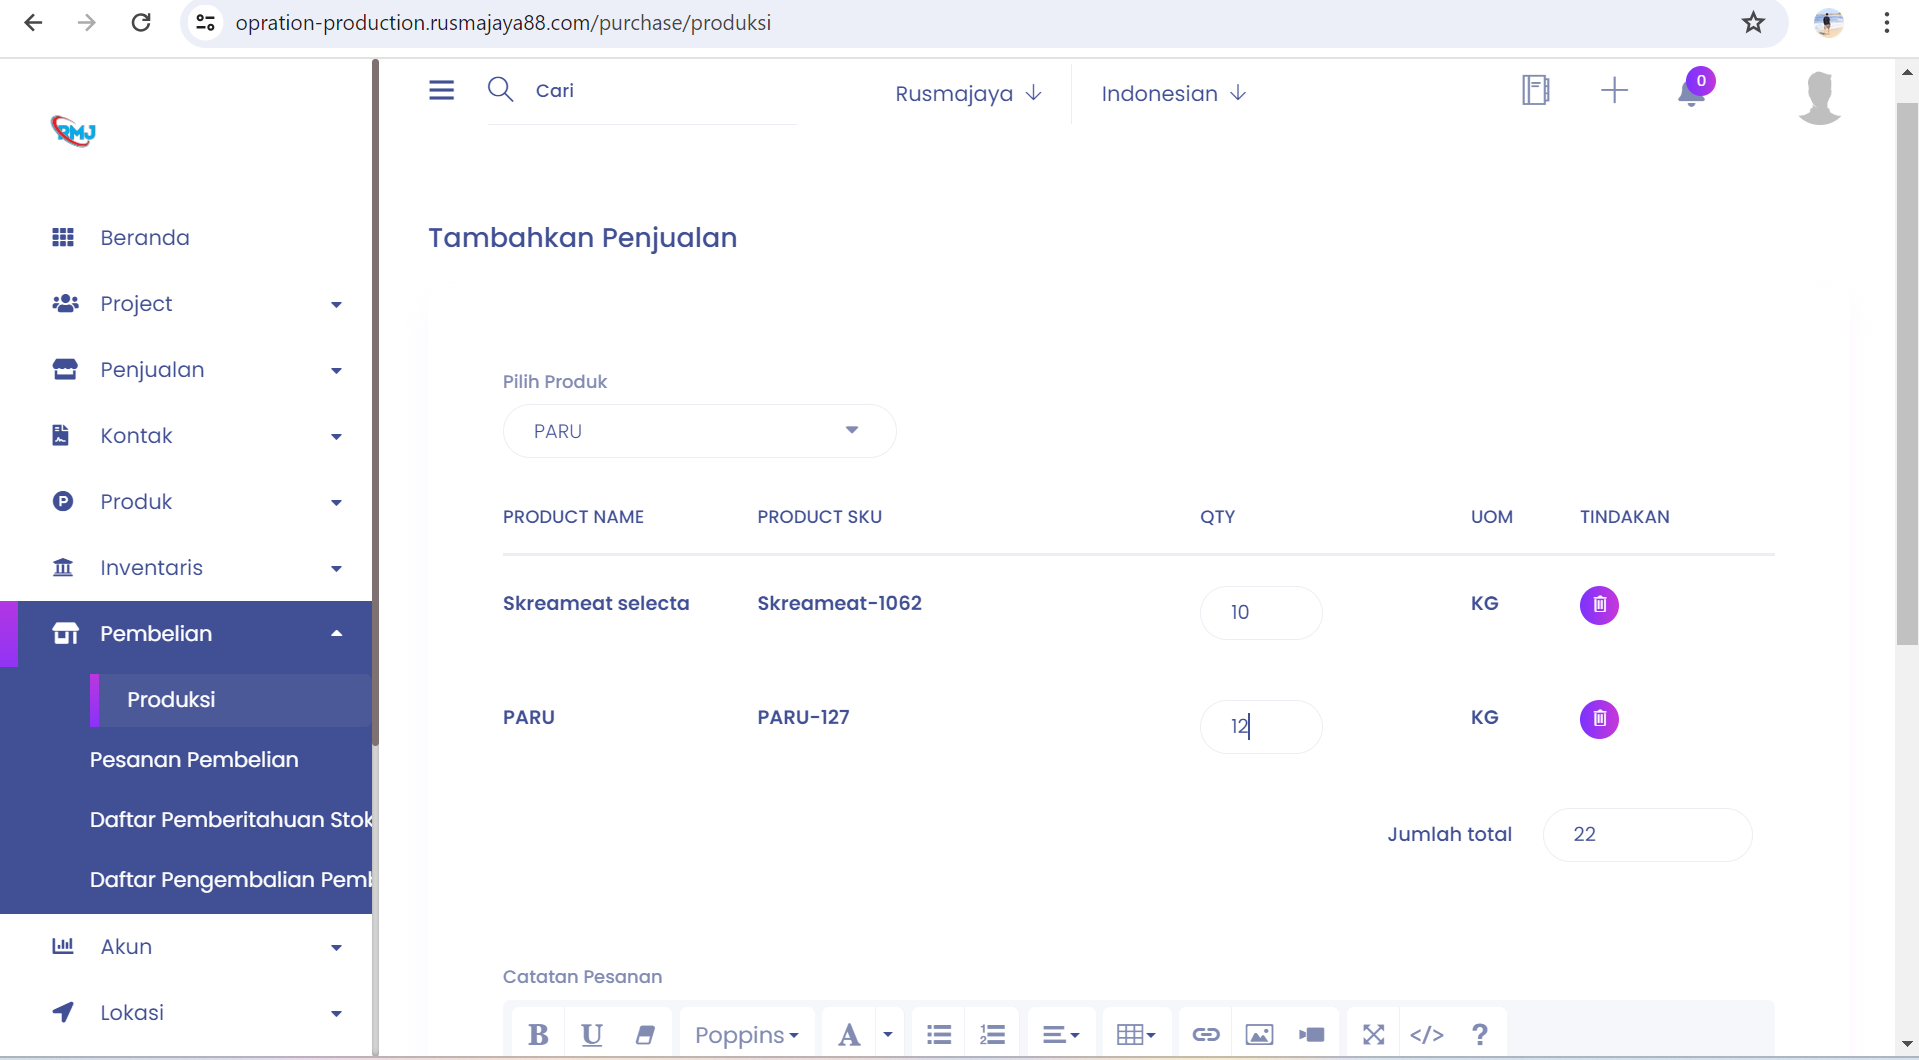 opration-production.rusmajaya88.com/purchase/produksi
RMJ
Cari
Rusmajaya
Indonesian
0
Beranda
Project
Penjualan
Kontak
P
Produk
Inventaris
Pembelian
Produksi
Pesanan Pembelian
Daftar Pemberitahuan Stok
Daftar Pengembalian Pemb
Akun
Lokasi
Tambahkan Penjualan
Pilih Produk
PARU
PRODUCT NAME PRODUCT SKU QTY UOM TINDAKAN
Skreameat selecta Skreameat-1062 10 KG
PARU PARU-127 12 KG
Jumlah total 22
Catatan Pesanan
B U Poppins A </> ?